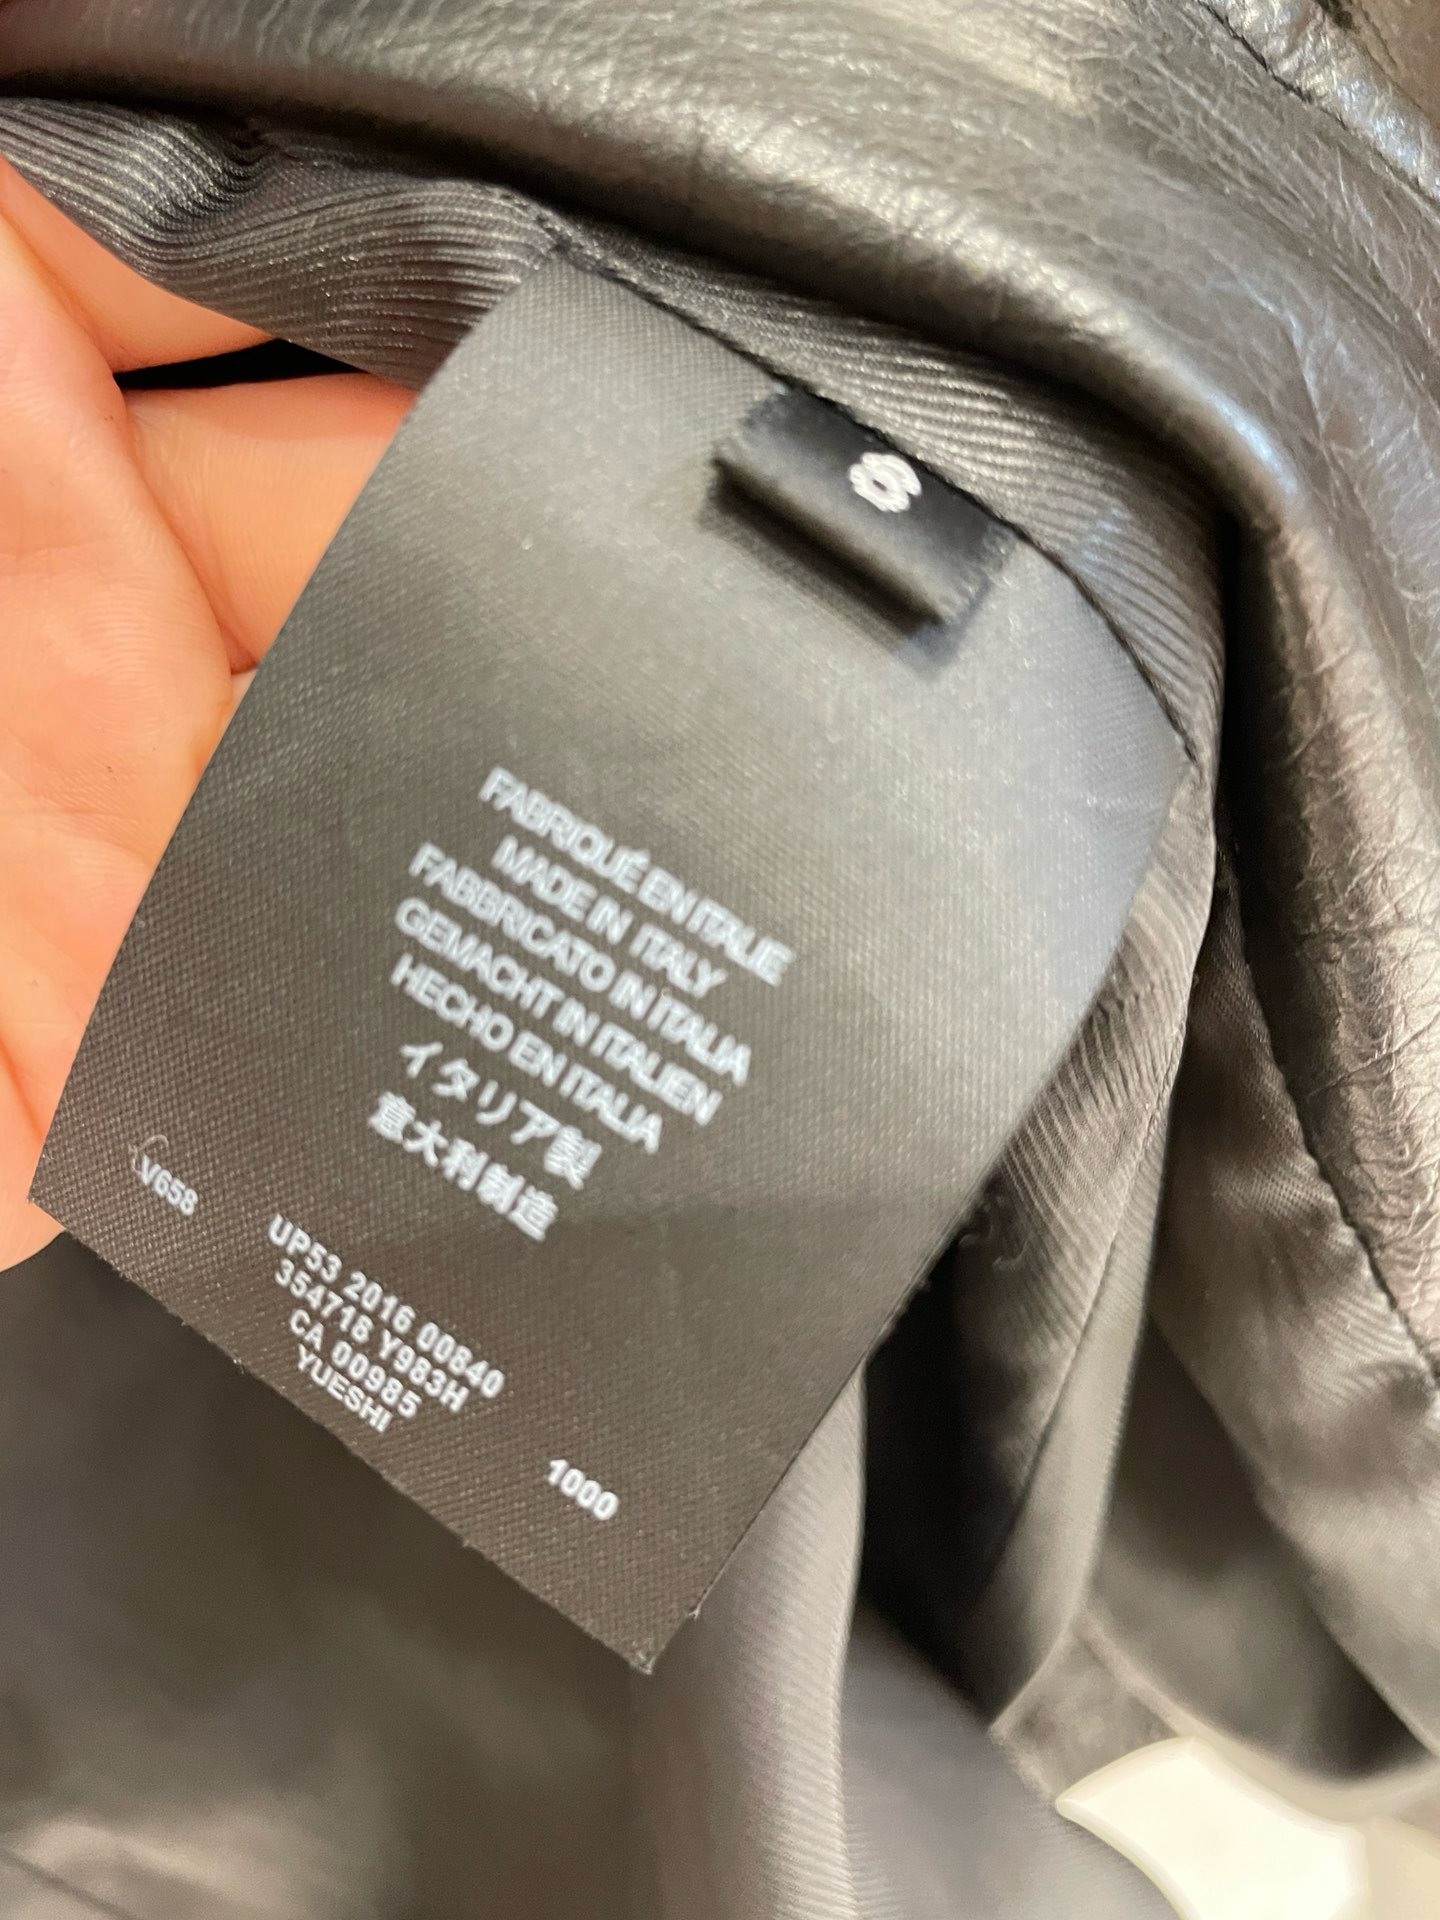 6
FABRIQUÉ EN ITALIE
MADE IN ITALY
FABBRICATO IN ITALIA
GEMACHT IN ITALIEN
HECHO EN ITALIA
イタリア製
意大利制造
V658
UP53 2016 00840
354718 Y983H
CA 00985
YUESHI
1000